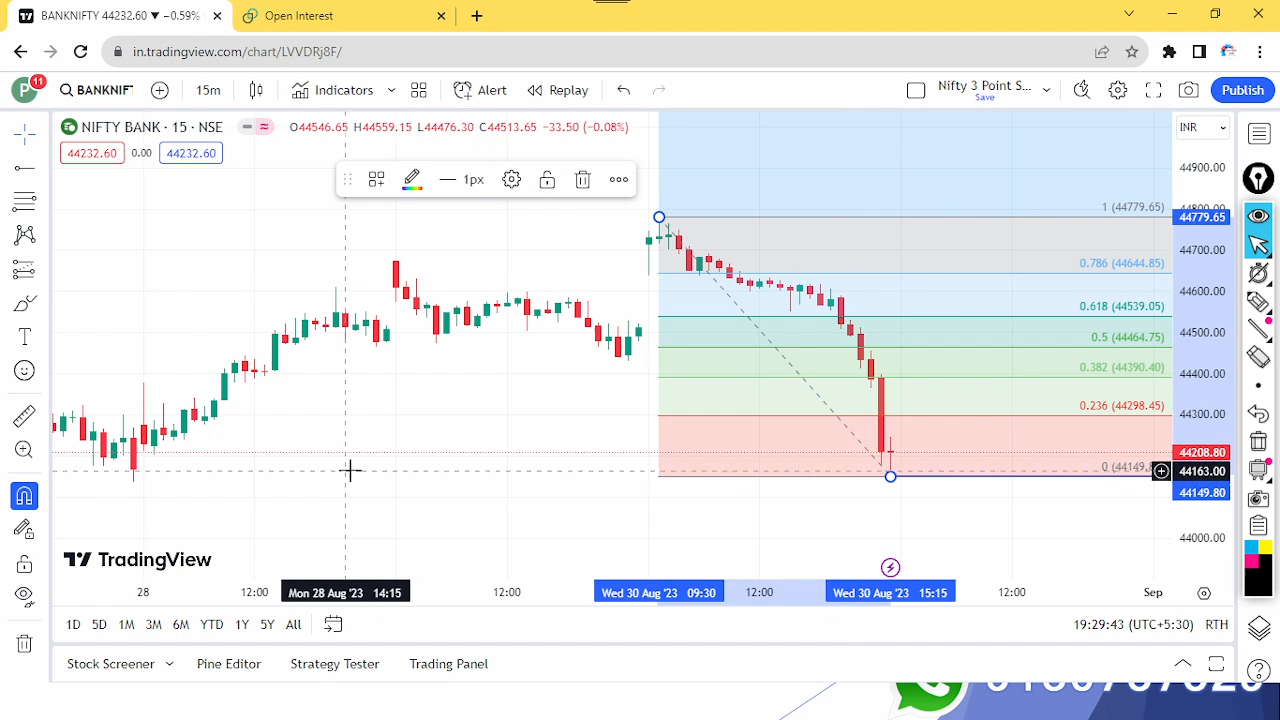 BANKNIFTY 44232.60 ▼ −0.59%
Open Interest
in.tradingview.com/chart/LVVDRj8F/
P 11
BANKNIFT 15m Indicators Alert Replay
Nifty 3 Point S...
Save
Publish
NIFTY BANK · 15 · NSE
O44546.65 H44559.15 L44476.30 C44513.65 −33.50 (−0.08%)
INR
44232.60 0.00 44232.60
1px
44900.00
44800.00
44779.65
44700.00
44600.00
44500.00
44400.00
44300.00
44208.80
44163.00
44149.80
44000.00
1 (44779.65)
0.786 (44644.85)
0.618 (44539.05)
0.5 (44464.75)
0.382 (44390.40)
0.236 (44298.45)
0 (44149.
TradingView
28 12:00 Mon 28 Aug '23 14:15 12:00 Wed 30 Aug '23 09:30 12:00 Wed 30 Aug '23 15:15 12:00 Sep
1D 5D 1M 3M 6M YTD 1Y 5Y All
19:29:43 (UTC+5:30) RTH
Stock Screener Pine Editor Strategy Tester Trading Panel